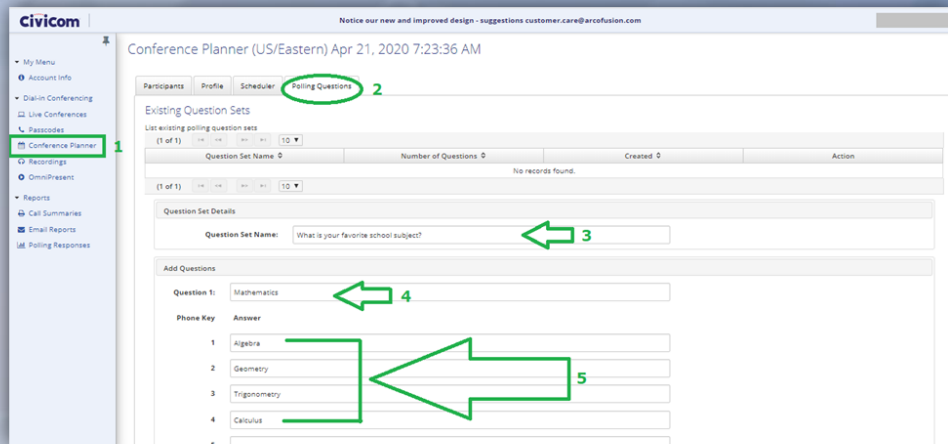 Civicom
Notice our new and improved design - suggestions customer.care@arcofusion.com
My Menu
Account Info
Dial-in Conferencing
Live Conferences
Passcodes
Conference Planner 1
Recordings
OmniPresent
Reports
Call Summaries
Email Reports
Polling Responses
Conference Planner (US/Eastern) Apr 21, 2020 7:23:36 AM
Participants Profile Scheduler Polling Questions 2
Existing Question Sets
List existing polling question sets
(1 of 1) 10
Question Set Name Number of Questions Created Action
No records found.
(1 of 1) 10
Question Set Details
Question Set Name: What is your favorite school subject? 3
Add Questions
Question 1: Mathematics 4
Phone Key Answer
1 Algebra
2 Geometry 5
3 Trigonometry
4 Calculus